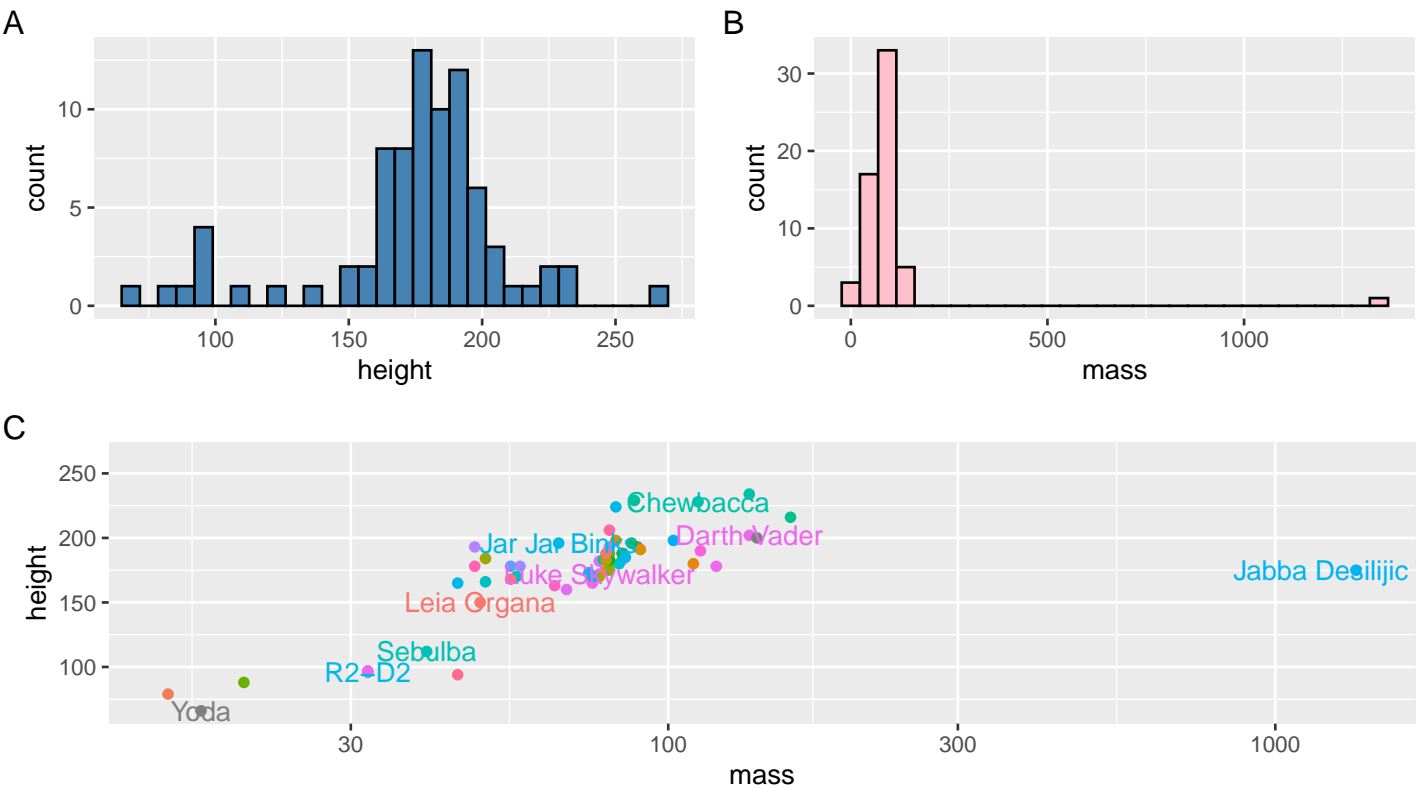 A
B
count
10
5
0
100
150
200
250
height
count
30
20
10
0
0
500
1000
mass
C
height
250
200
150
100
Chewbacca
Darth Vader
Jar Jar Binks
Luke Skywalker
Jabba Desilijic
Leia Organa
Sebulba
R2-D2
Yoda
30
100
300
1000
mass